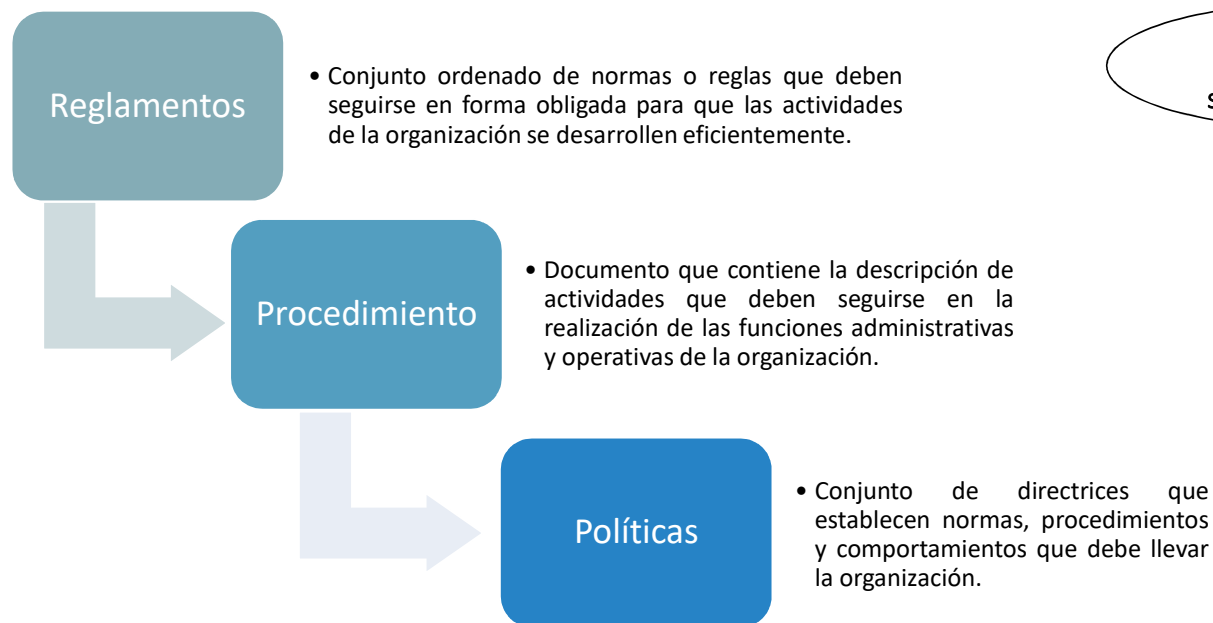 Reglamentos
• Conjunto ordenado de normas o reglas que deben
seguirse en forma obligada para que las actividades
de la organización se desarrollen eficientemente.
Procedimiento
• Documento que contiene la descripción de
actividades que deben seguirse en la
realización de las funciones administrativas
y operativas de la organización.
Políticas
• Conjunto de directrices que
establecen normas, procedimientos
y comportamientos que debe llevar
la organización.